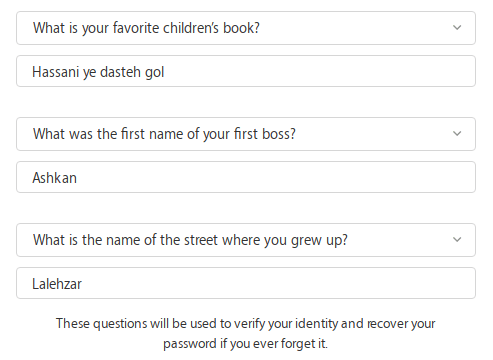 What is your favorite children's book?
Hassani ye dasteh gol
What was the first name of your first boss?
Ashkan
What is the name of the street where you grew up?
Lalehzar
These questions will be used to verify your identity and recover your
password if you ever forget it.